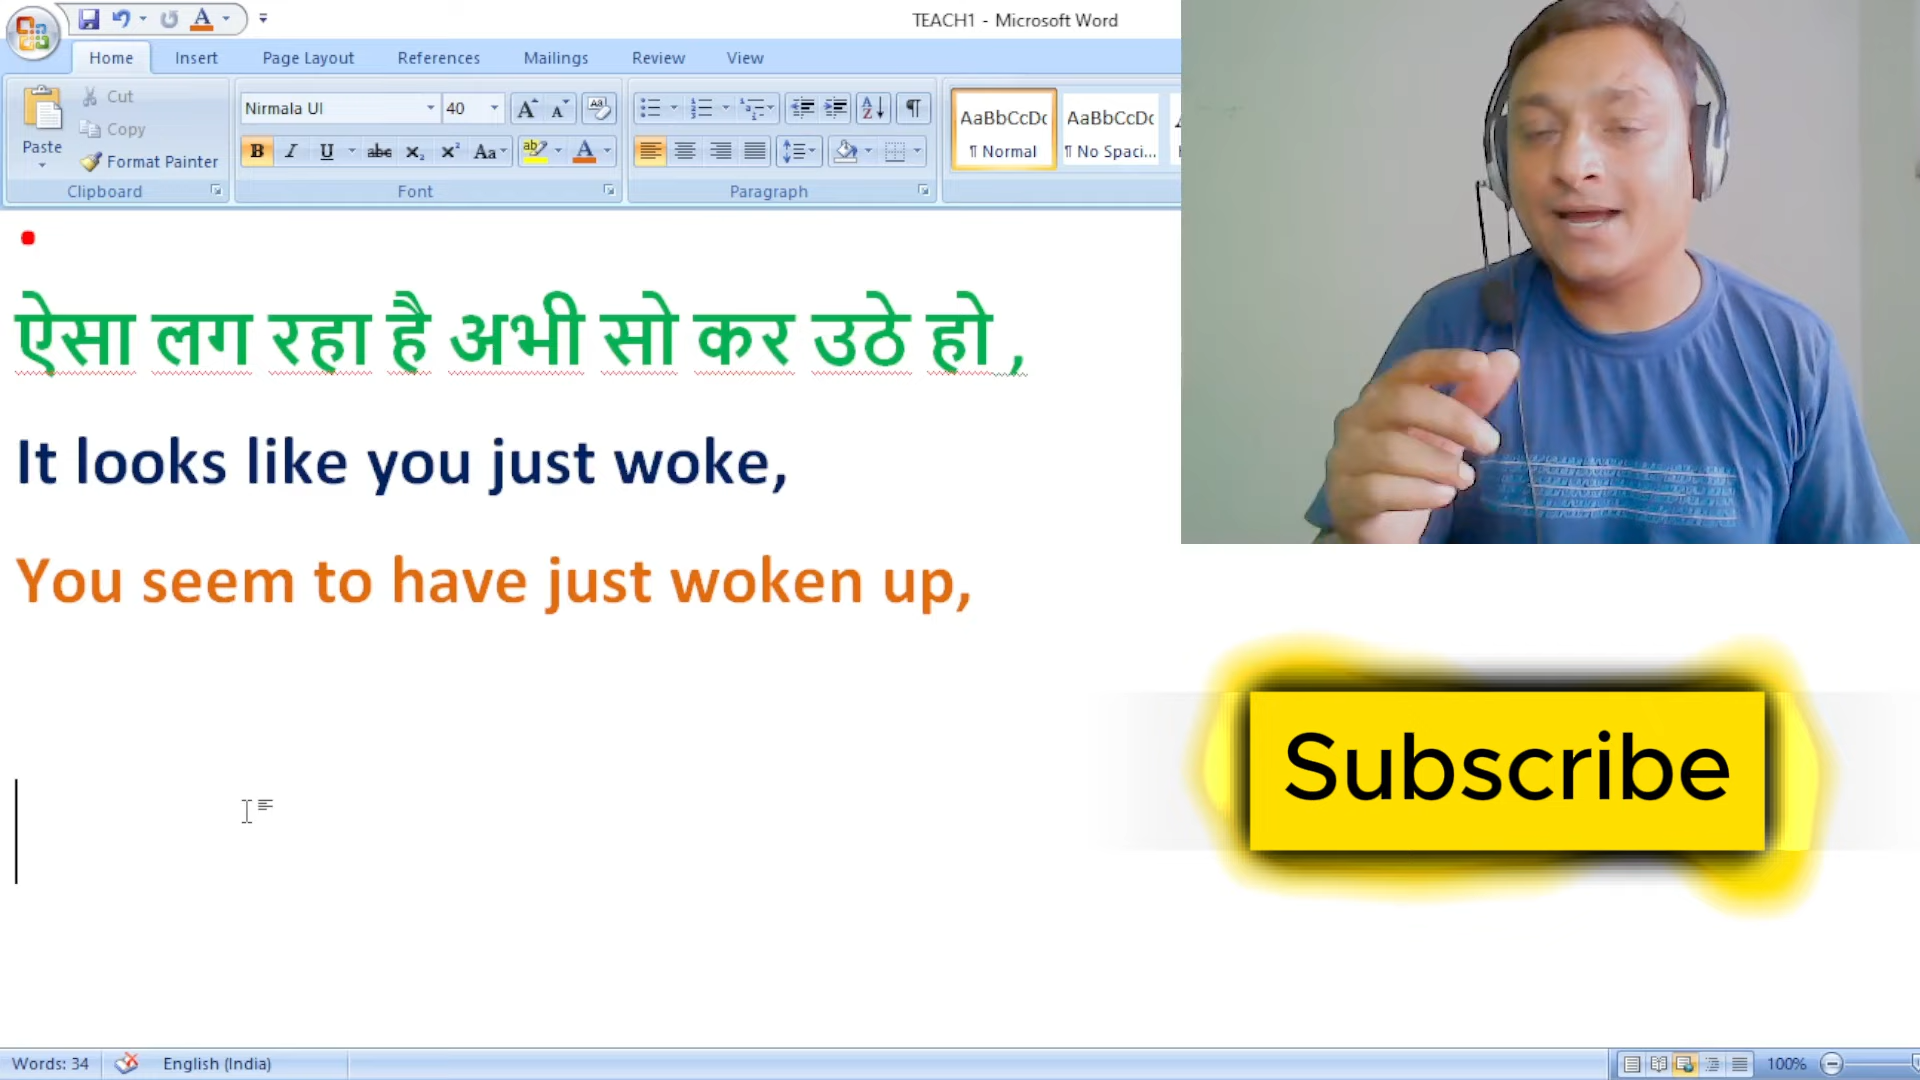 TEACH1 - Microsoft Word
Home Insert Page Layout References Mailings Review View
Paste
Cut
Copy
Format Painter
Clipboard
Nirmala UI 40
Font
Paragraph
AaBbCcDc AaBbCcDc
¶ Normal ¶ No Spaci...
ऐसा लग रहा है अभी सो कर उठे हो ,
It looks like you just woke,
You seem to have just woken up,
Subscribe
Words: 34 English (India) 100%